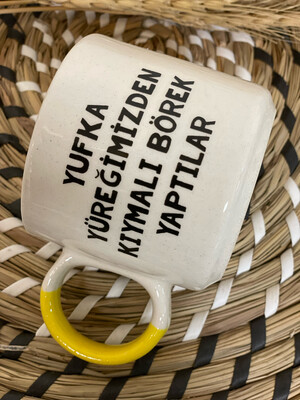 YUFKA
YÜREĞİMİZDEN
KIYMALI BÖREK
YAPTILAR